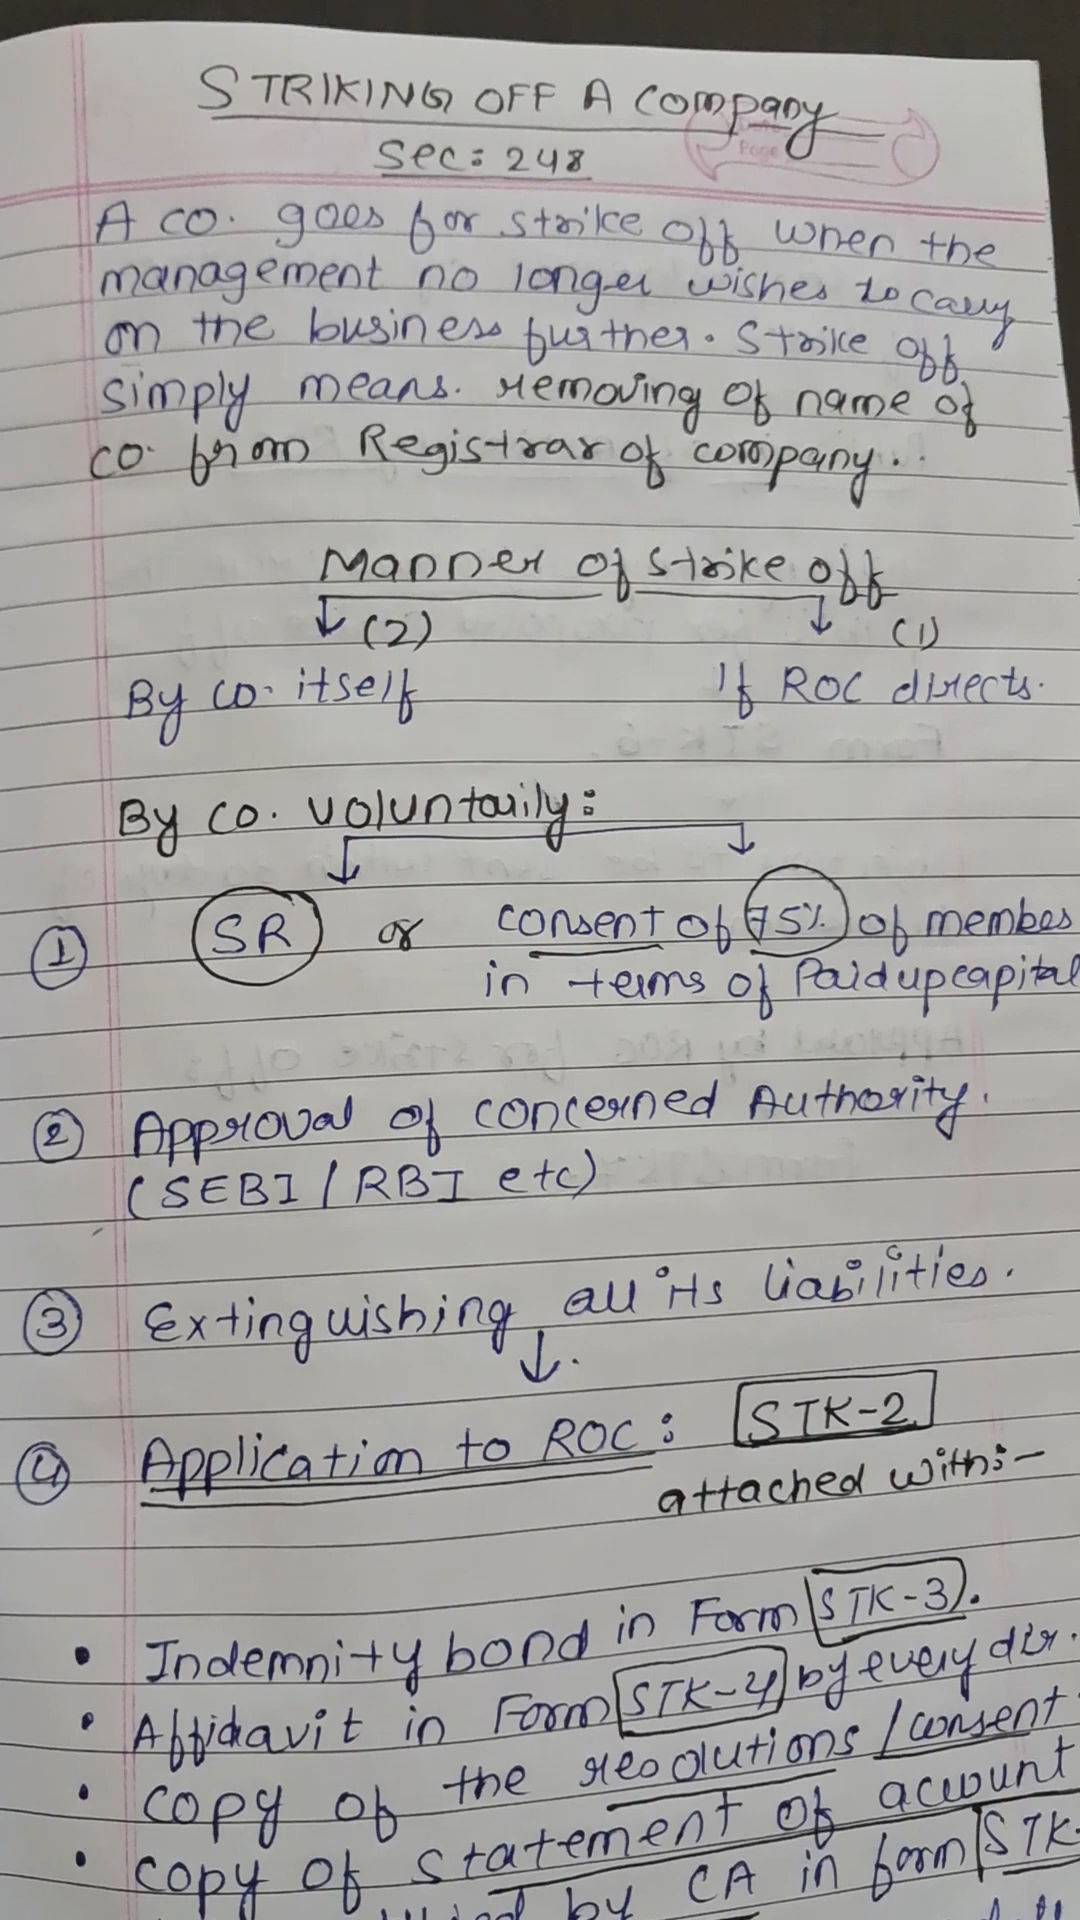 STRIKING OFF A Company
Sec: 248
A co. goes for strike off when the
management no longer wishes to carry
on the business further. Strike off
simply means. removing of name of
co. from Registrar of company.
Manner of strike off
(2) (1)
By co. itself If ROC directs.
By co. voluntarily:
① SR or consent of 75% of membes
in terms of Paidupcapital
② Approval of concerned Authority.
(SEBI / RBI etc)
③ Extinguishing all its liabilities.
④ Application to ROC: STK-2
attached with:-
• Indemnity bond in Form STK-3.
• Affidavit in Form STK-4 by every dir.
• copy of the resolutions / consent
• copy of statement of account
by CA in form STK-